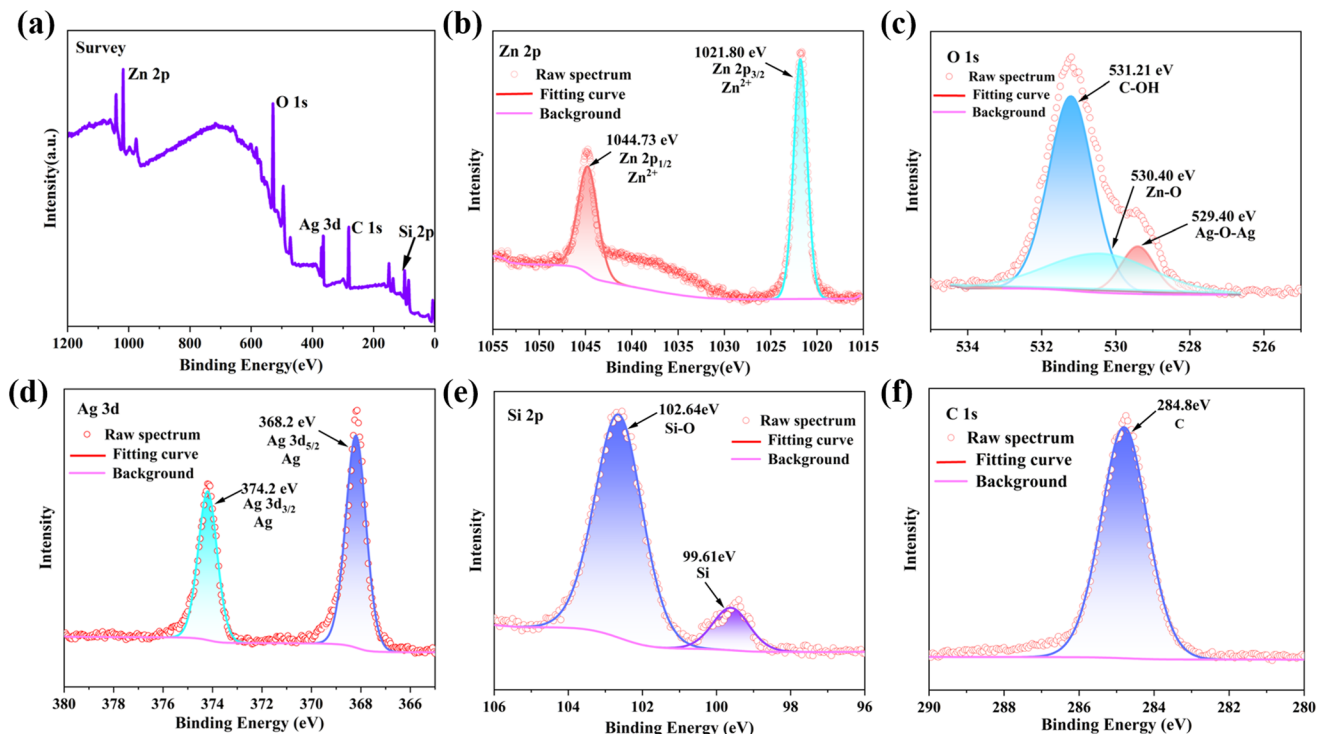 (a)
Survey
Zn 2p
O 1s
Ag 3d
C 1s
Si 2p
Intensity(a.u.)
1200 1000 800 600 400 200 0
Binding Energy(eV)
(b)
Zn 2p
Raw spectrum
Fitting curve
Background
1021.80 eV
Zn 2p3/2
Zn2+
1044.73 eV
Zn 2p1/2
Zn2+
Intensity
1055 1050 1045 1040 1035 1030 1025 1020 1015
Binding Energy(eV)
(c)
O 1s
Raw spectrum
Fitting curve
Background
531.21 eV
C-OH
530.40 eV
Zn-O
529.40 eV
Ag-O-Ag
Intensity
534 532 530 528 526
Binding Energy (eV)
(d)
Ag 3d
Raw spectrum
Fitting curve
Background
368.2 eV
Ag 3d5/2
Ag
374.2 eV
Ag 3d3/2
Ag
Intensity
380 378 376 374 372 370 368 366
Binding Energy (eV)
(e)
Si 2p
102.64eV
Si-O
Raw spectrum
Fitting curve
Background
99.61eV
Si
Intensity
106 104 102 100 98 96
Binding Energy (eV)
(f)
C 1s
Raw spectrum
Fitting curve
Background
284.8eV
C
Intensity
290 288 286 284 282 280
Binding Energy (eV)